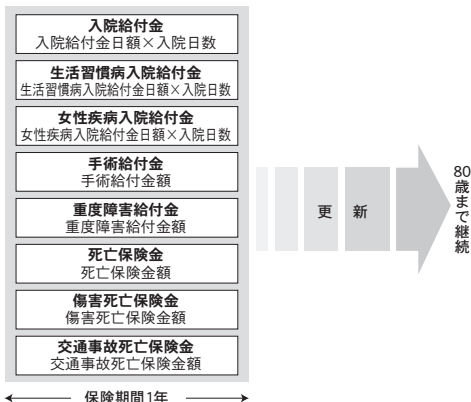 入院給付金
入院給付金日額×入院日数
生活習慣病入院給付金
生活習慣病入院給付金日額×入院日数
女性疾病入院給付金
女性疾病入院給付金日額×入院日数
手術給付金
手術給付金額
重度障害給付金
重度障害給付金額
死亡保険金
死亡保険金額
傷害死亡保険金
傷害死亡保険金額
交通事故死亡保険金
交通事故死亡保険金額
保険期間1年
更新
80歳まで継続